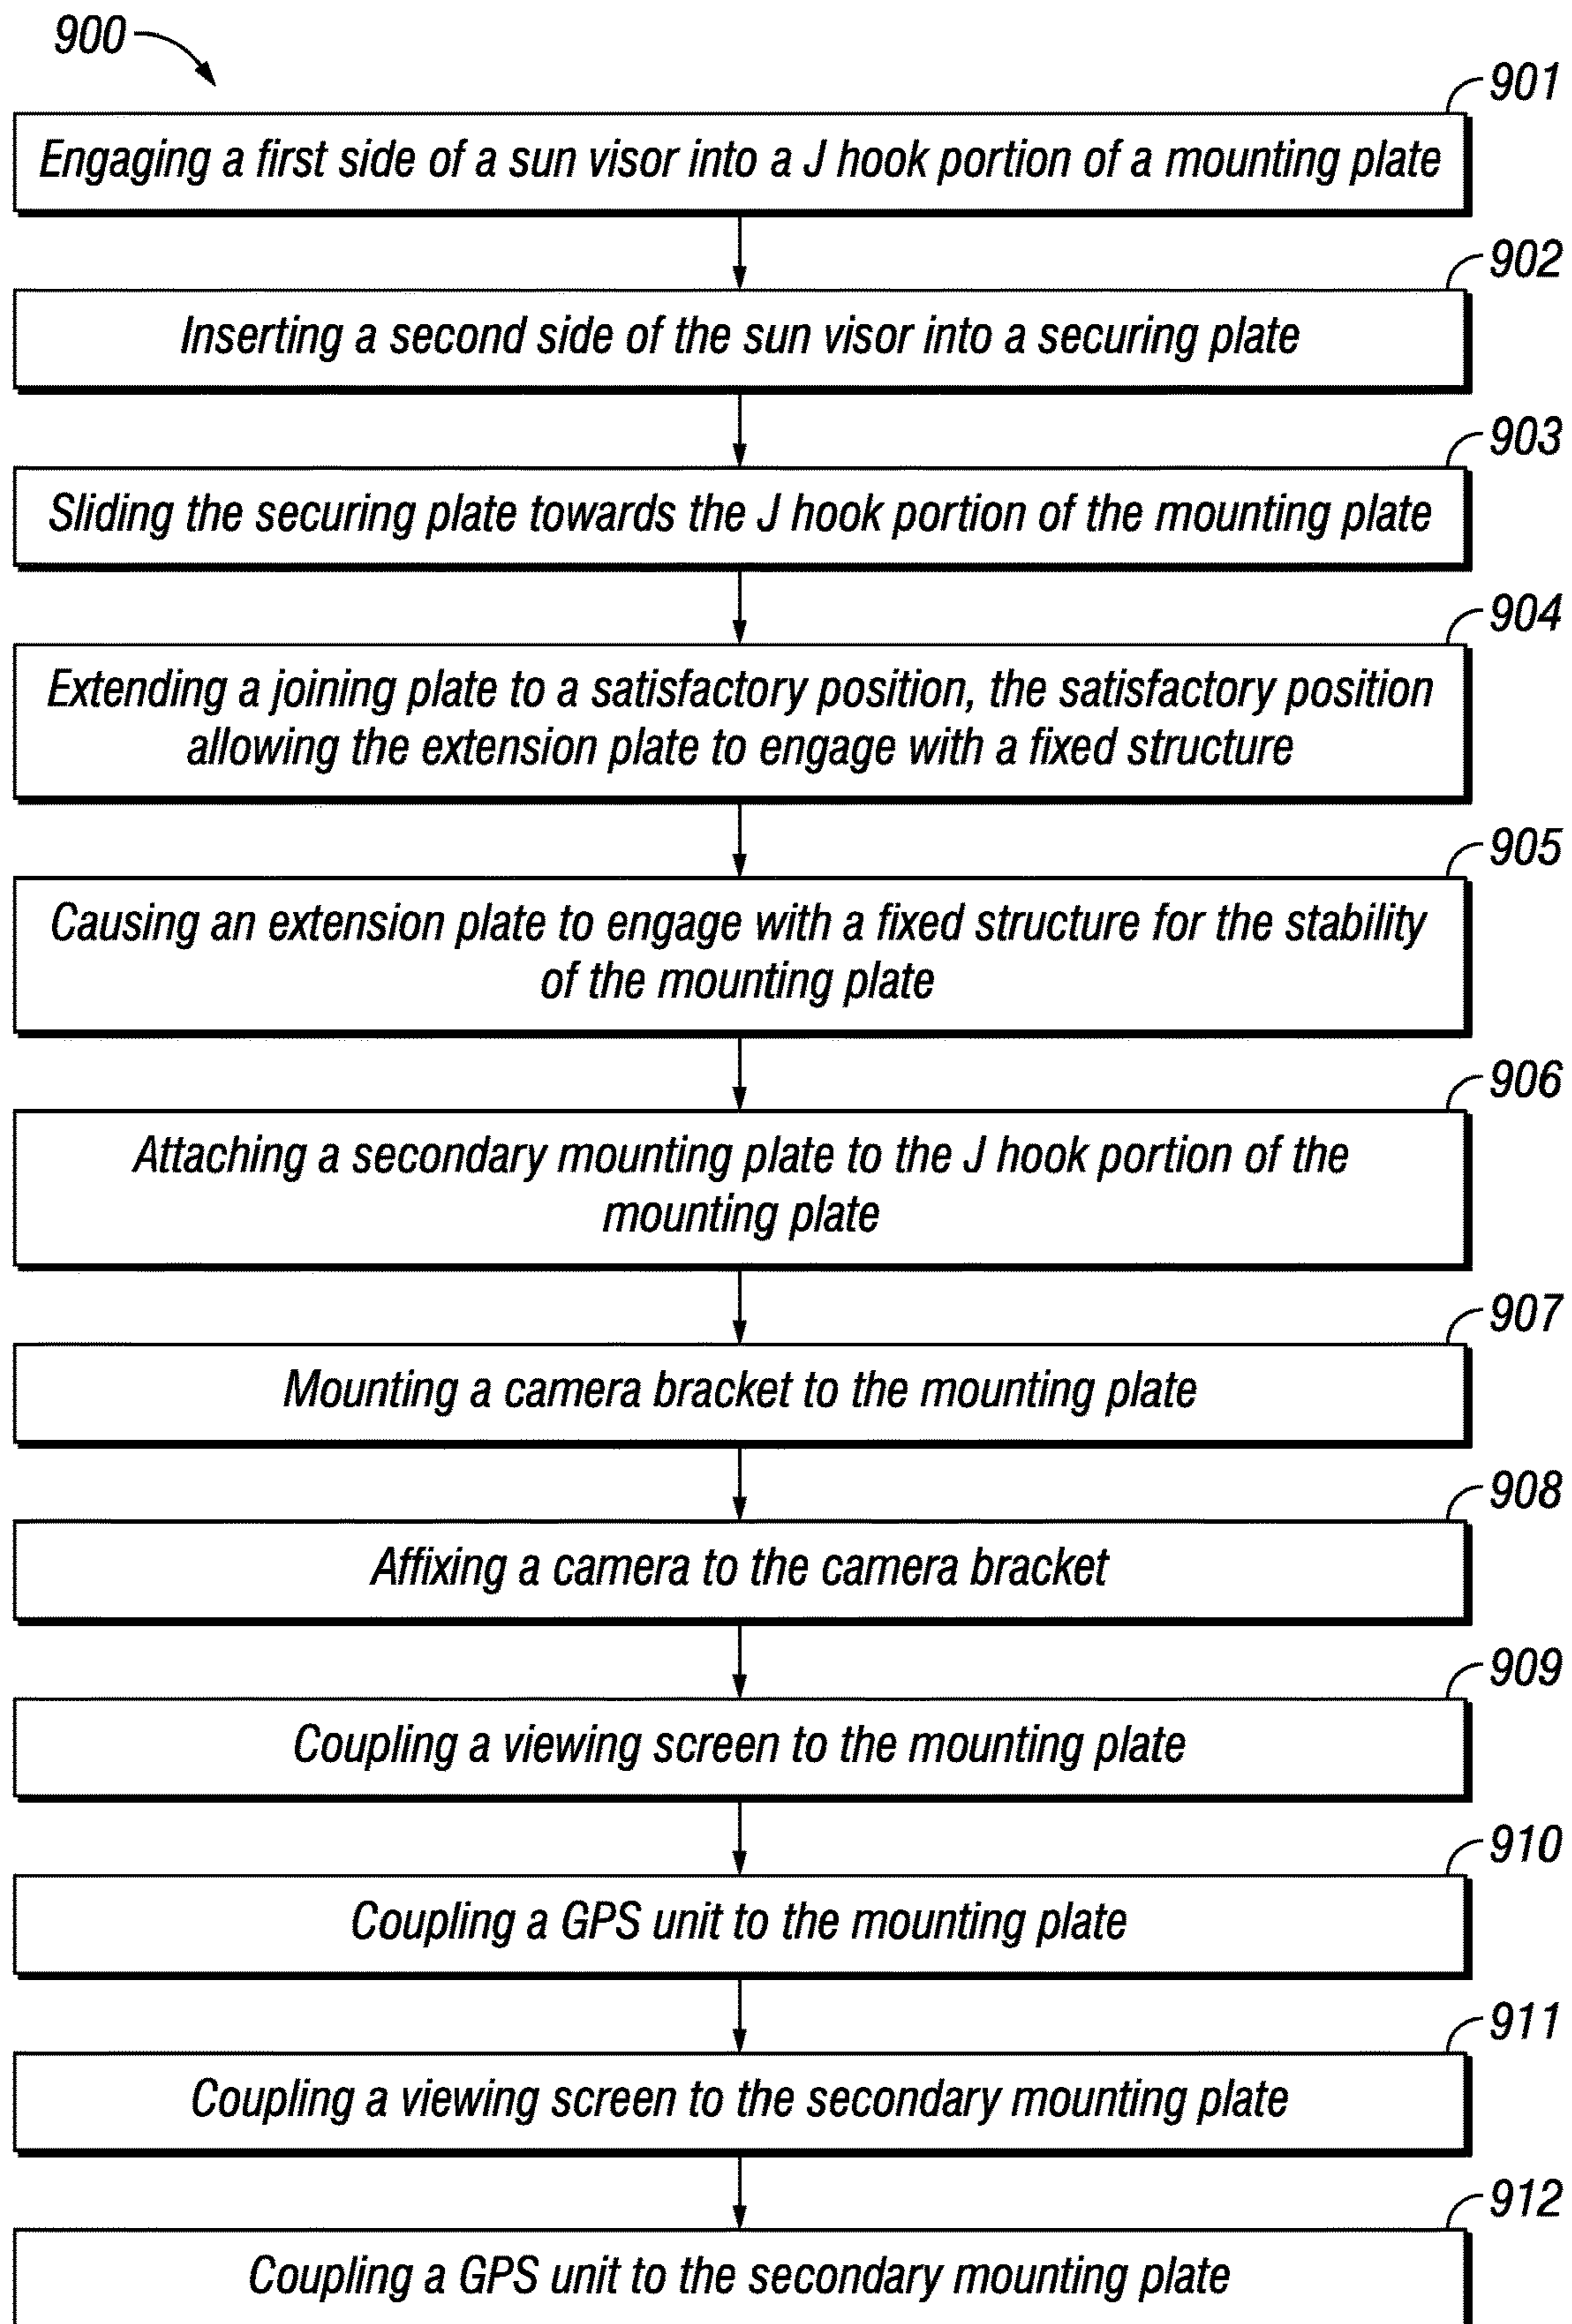 900
901
Engaging a first side of a sun visor into a J hook portion of a mounting plate
902
Inserting a second side of the sun visor into a securing plate
903
Sliding the securing plate towards the J hook portion of the mounting plate
904
Extending a joining plate to a satisfactory position, the satisfactory position
allowing the extension plate to engage with a fixed structure
905
Causing an extension plate to engage with a fixed structure for the stability
of the mounting plate
906
Attaching a secondary mounting plate to the J hook portion of the
mounting plate
907
Mounting a camera bracket to the mounting plate
908
Affixing a camera to the camera bracket
909
Coupling a viewing screen to the mounting plate
910
Coupling a GPS unit to the mounting plate
911
Coupling a viewing screen to the secondary mounting plate
912
Coupling a GPS unit to the secondary mounting plate